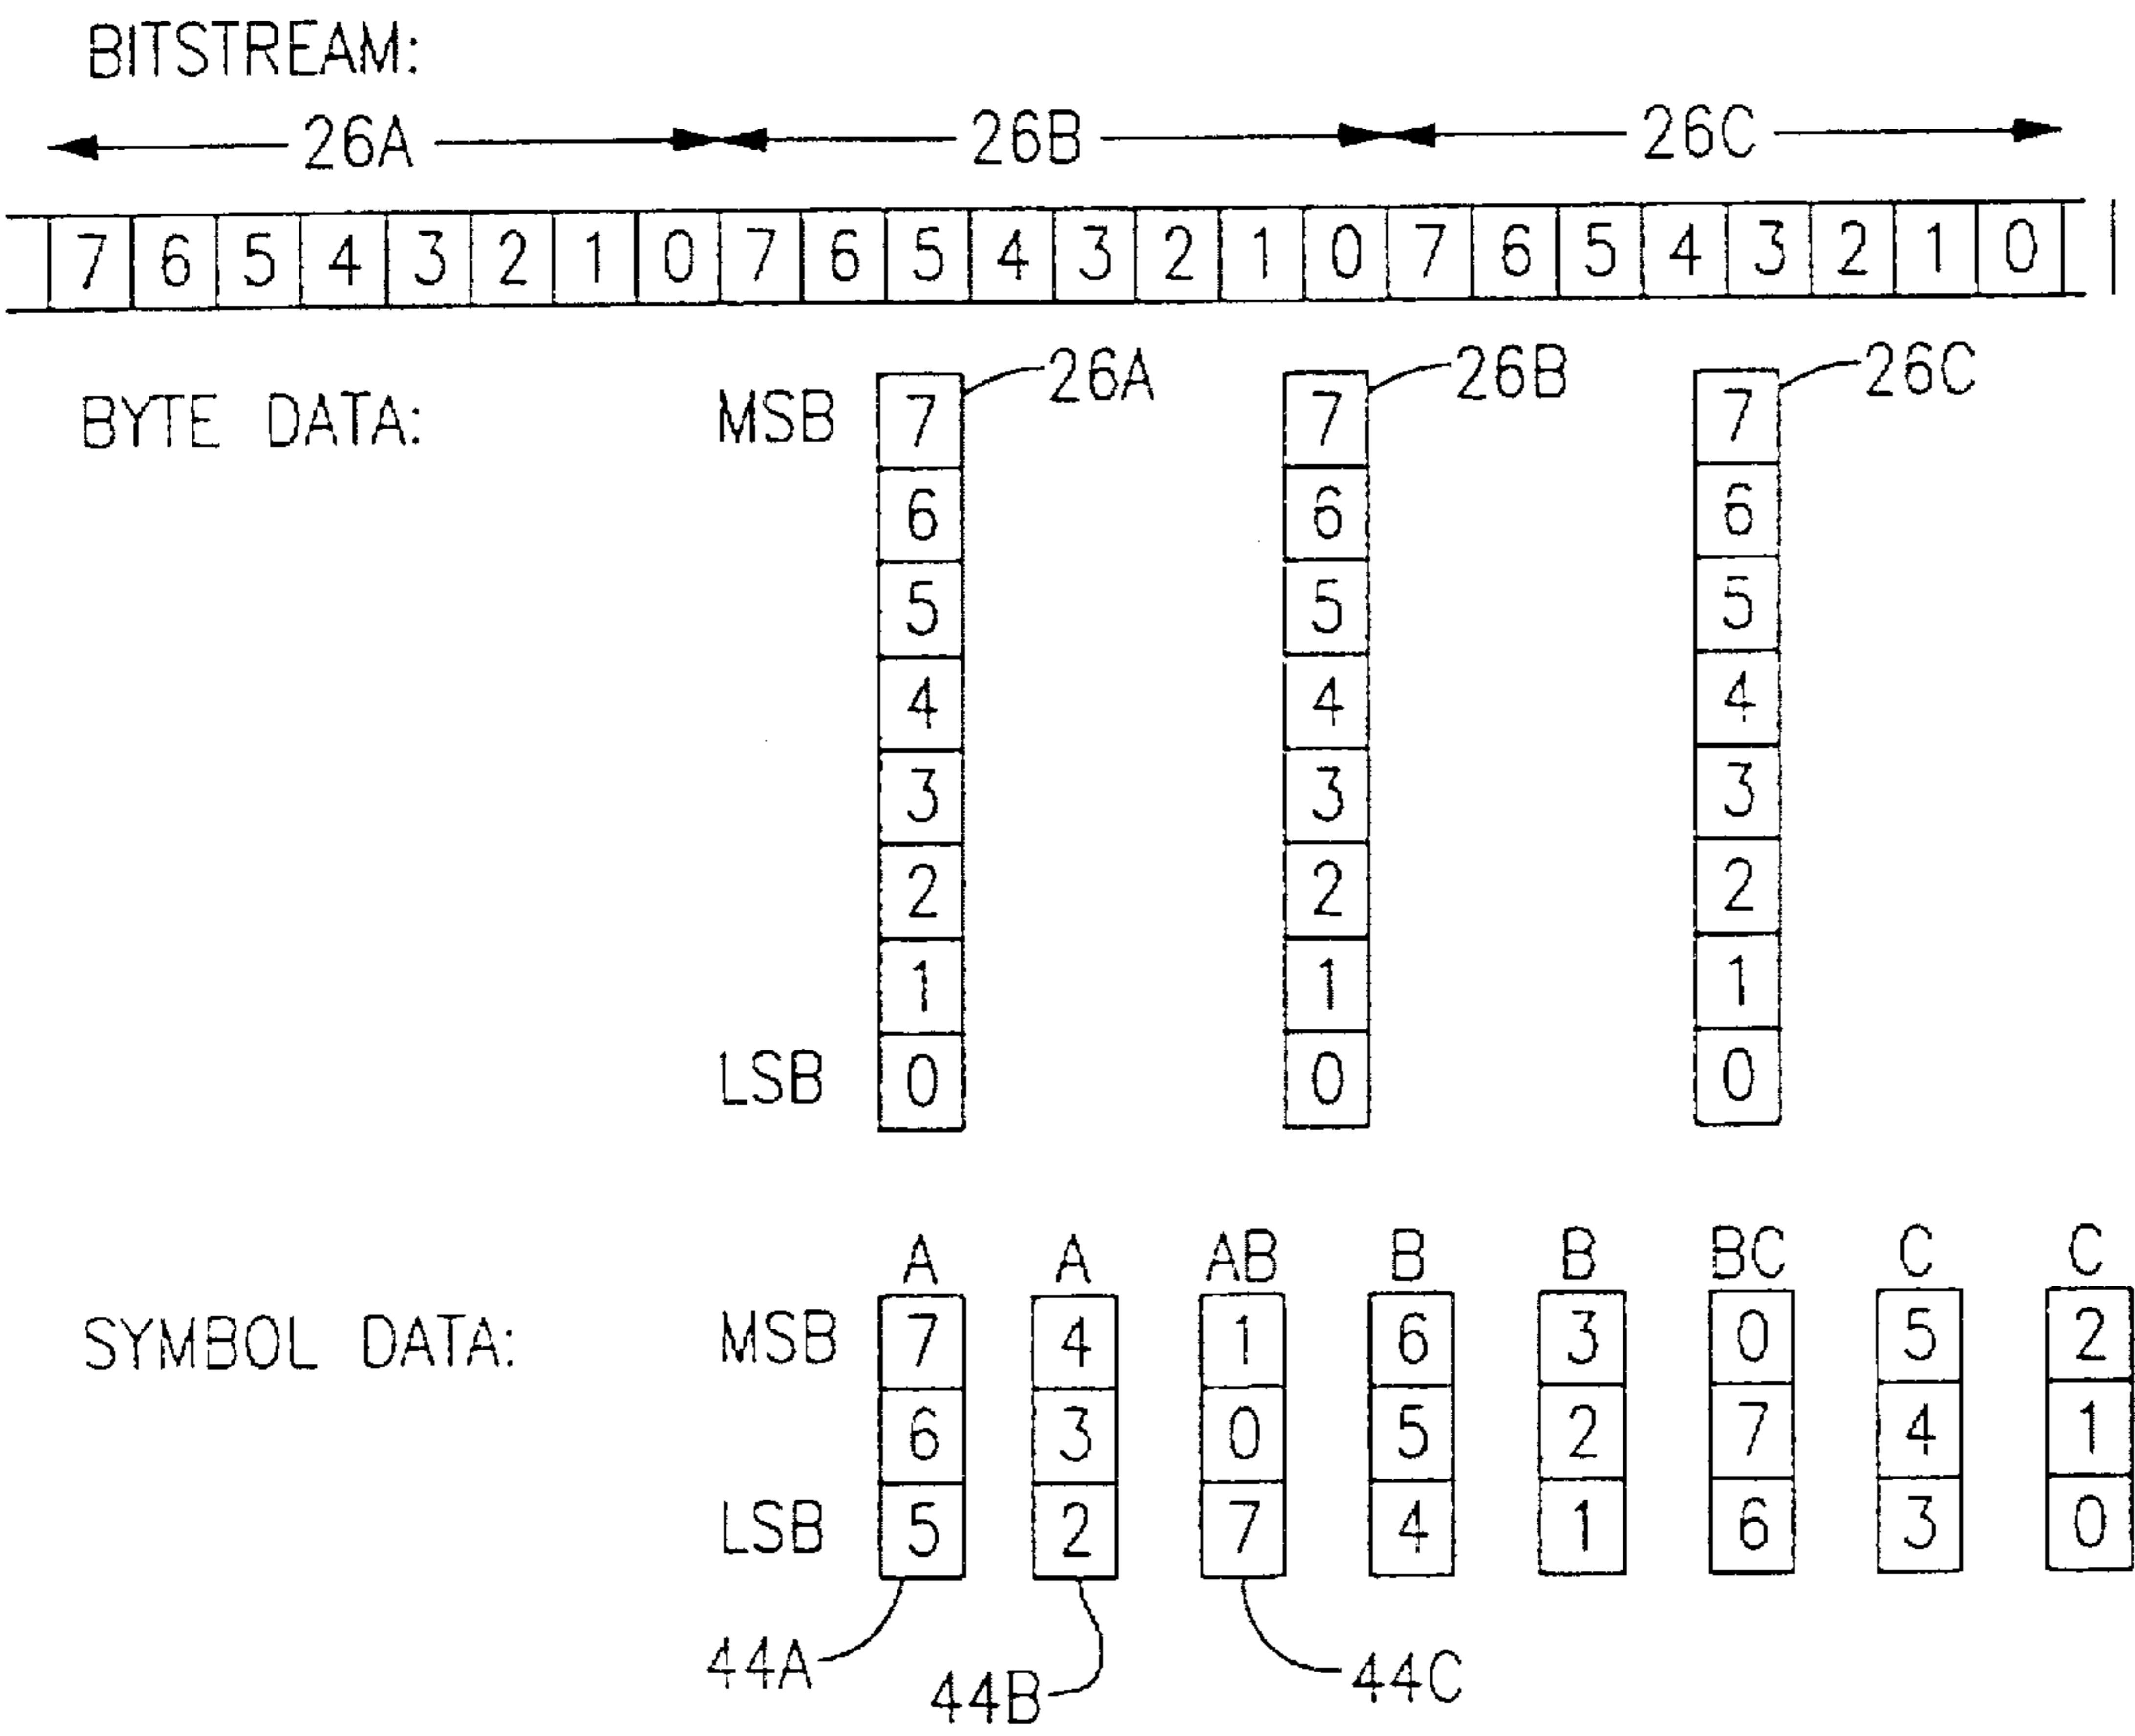 BITSTREAM:
26A 26B 26C
7 6 5 4 3 2 1 0 7 6 5 4 3 2 1 0 7 6 5 4 3 2 1 0
26A 26B 26C
BYTE DATA: MSB 7 7 7
6 6 6
5 5 5
4 4 4
3 3 3
2 2 2
1 1 1
LSB 0 0 0
A A AB B B BC C C
SYMBOL DATA: MSB 7 4 1 6 3 0 5 2
6 3 0 5 2 7 4 1
LSB 5 2 7 4 1 6 3 0
44A 44B 44C